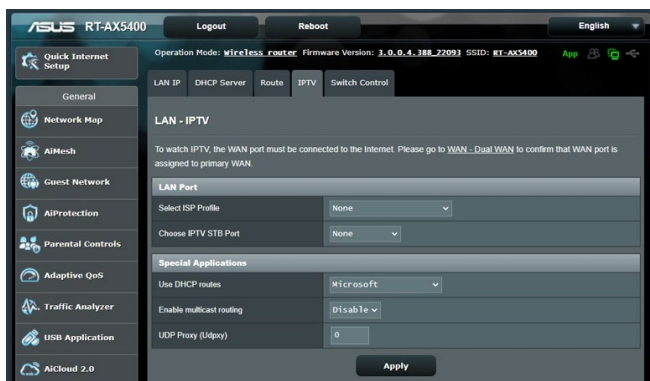 ASUS RT-AX5400 Logout Reboot English
Quick Internet Setup
Operation Mode: Wireless router Firmware Version: 3.0.0.4.388_22093 SSID: RT-AX5400 App
LAN IP DHCP Server Route IPTV Switch Control
General
Network Map
AiMesh
Guest Network
AiProtection
Parental Controls
Adaptive QoS
Traffic Analyzer
USB Application
AiCloud 2.0
LAN - IPTV
To watch IPTV, the WAN port must be connected to the Internet. Please go to WAN - Dual WAN to confirm that WAN port is
assigned to primary WAN.
LAN Port
Select ISP Profile None
Choose IPTV STB Port None
Special Applications
Use DHCP routes Microsoft
Enable multicast routing Disable
UDP Proxy (Udpxy) 0
Apply